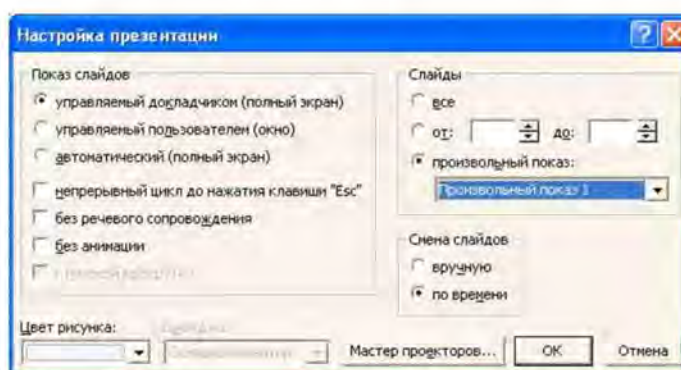 Настройка презентации
Показ слайдов
управляемый докладчиком (полный экран)
управляемый пользователем (окно)
автоматический (полный экран)
непрерывный цикл до нажатия клавиши "Esc"
без речевого сопровождения
без анимации
Слайды
все
от:
до:
произвольный показ:
Произвольный показ 1
Смена слайдов
вручную
по времени
Цвет рисунка:
Мастер проекторов...
ОК
Отмена